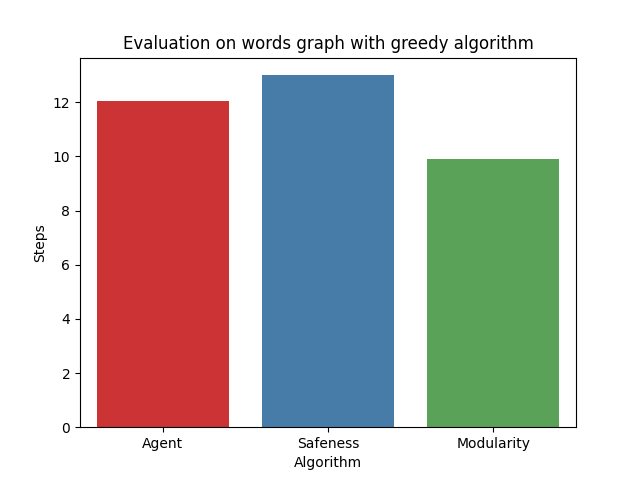 Evaluation on words graph with greedy algorithm
12
10
8
6
4
2
0
Steps
Agent
Safeness
Modularity
Algorithm